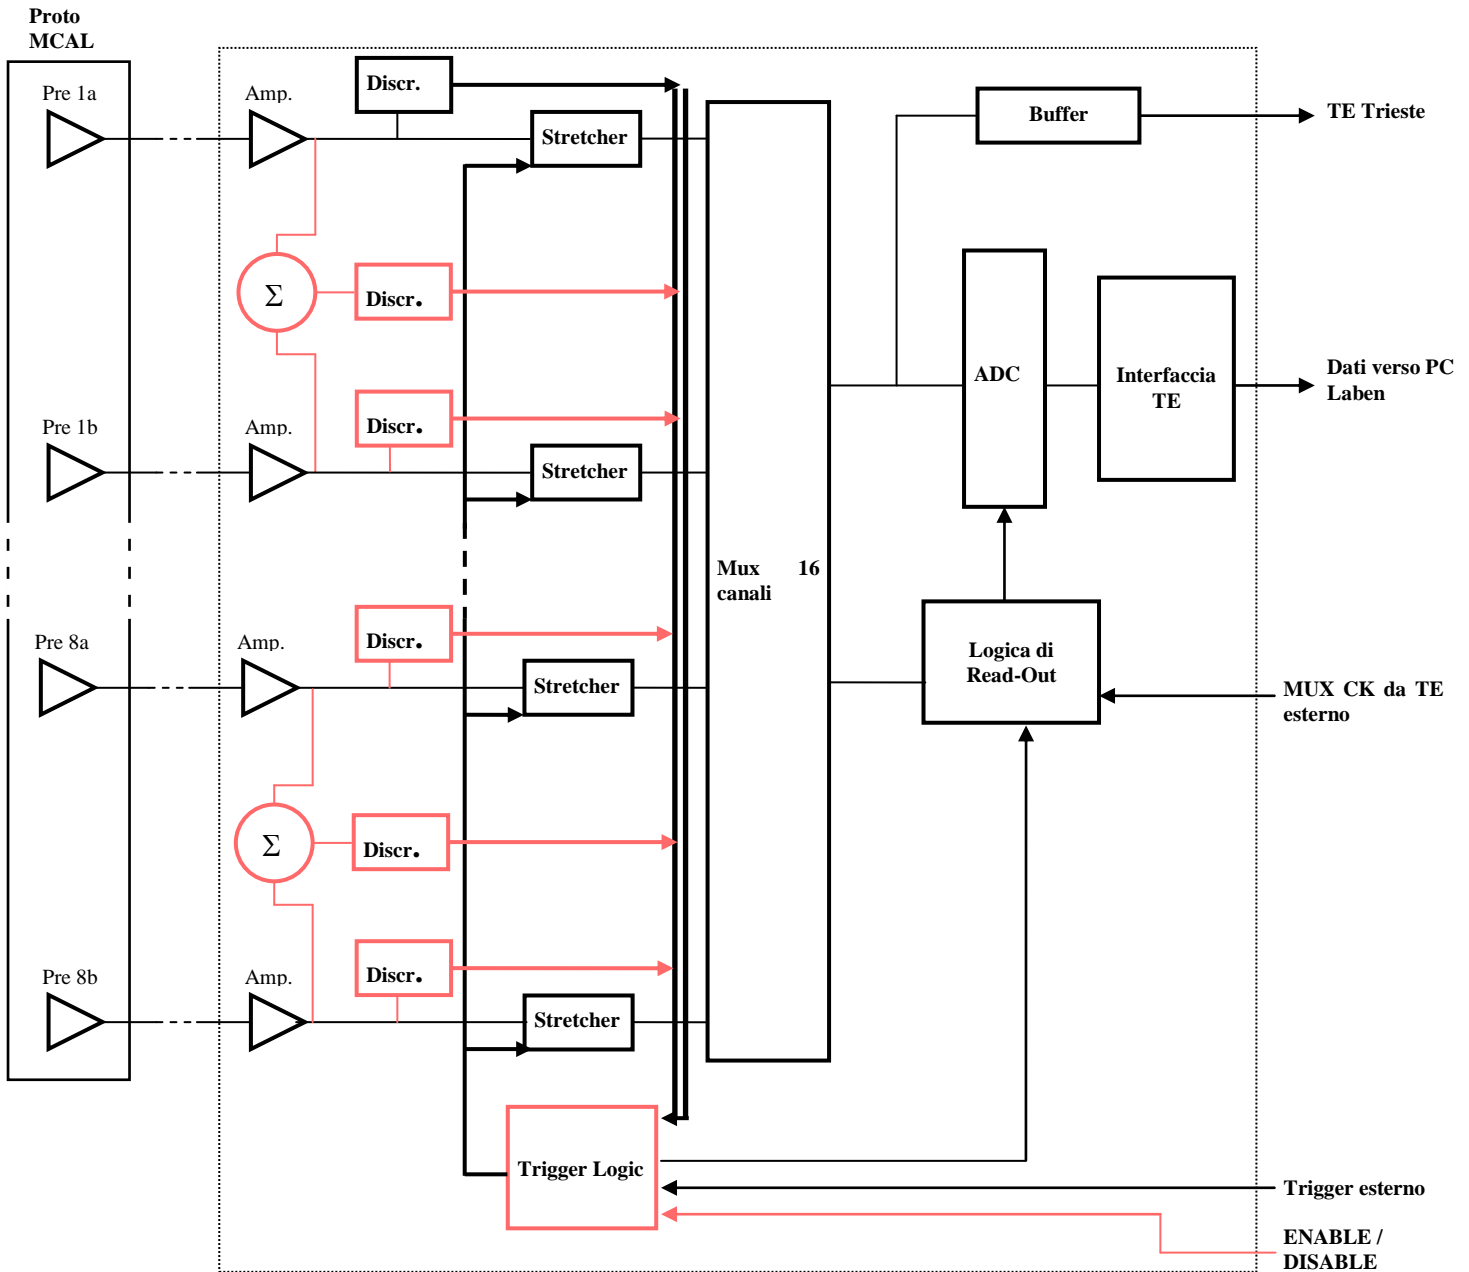 Proto
MCAL
Pre 1a
Amp.
Discr.
Stretcher
Buffer
TE Trieste
Σ
Discr.
ADC
Interfaccia
TE
Dati verso PC
Laben
Pre 1b
Amp.
Discr.
Stretcher
Mux 16
canali
Pre 8a
Amp.
Discr.
Stretcher
Logica di
Read-Out
MUX CK da TE
esterno
Σ
Discr.
Pre 8b
Amp.
Discr.
Stretcher
Trigger Logic
Trigger esterno
ENABLE /
DISABLE